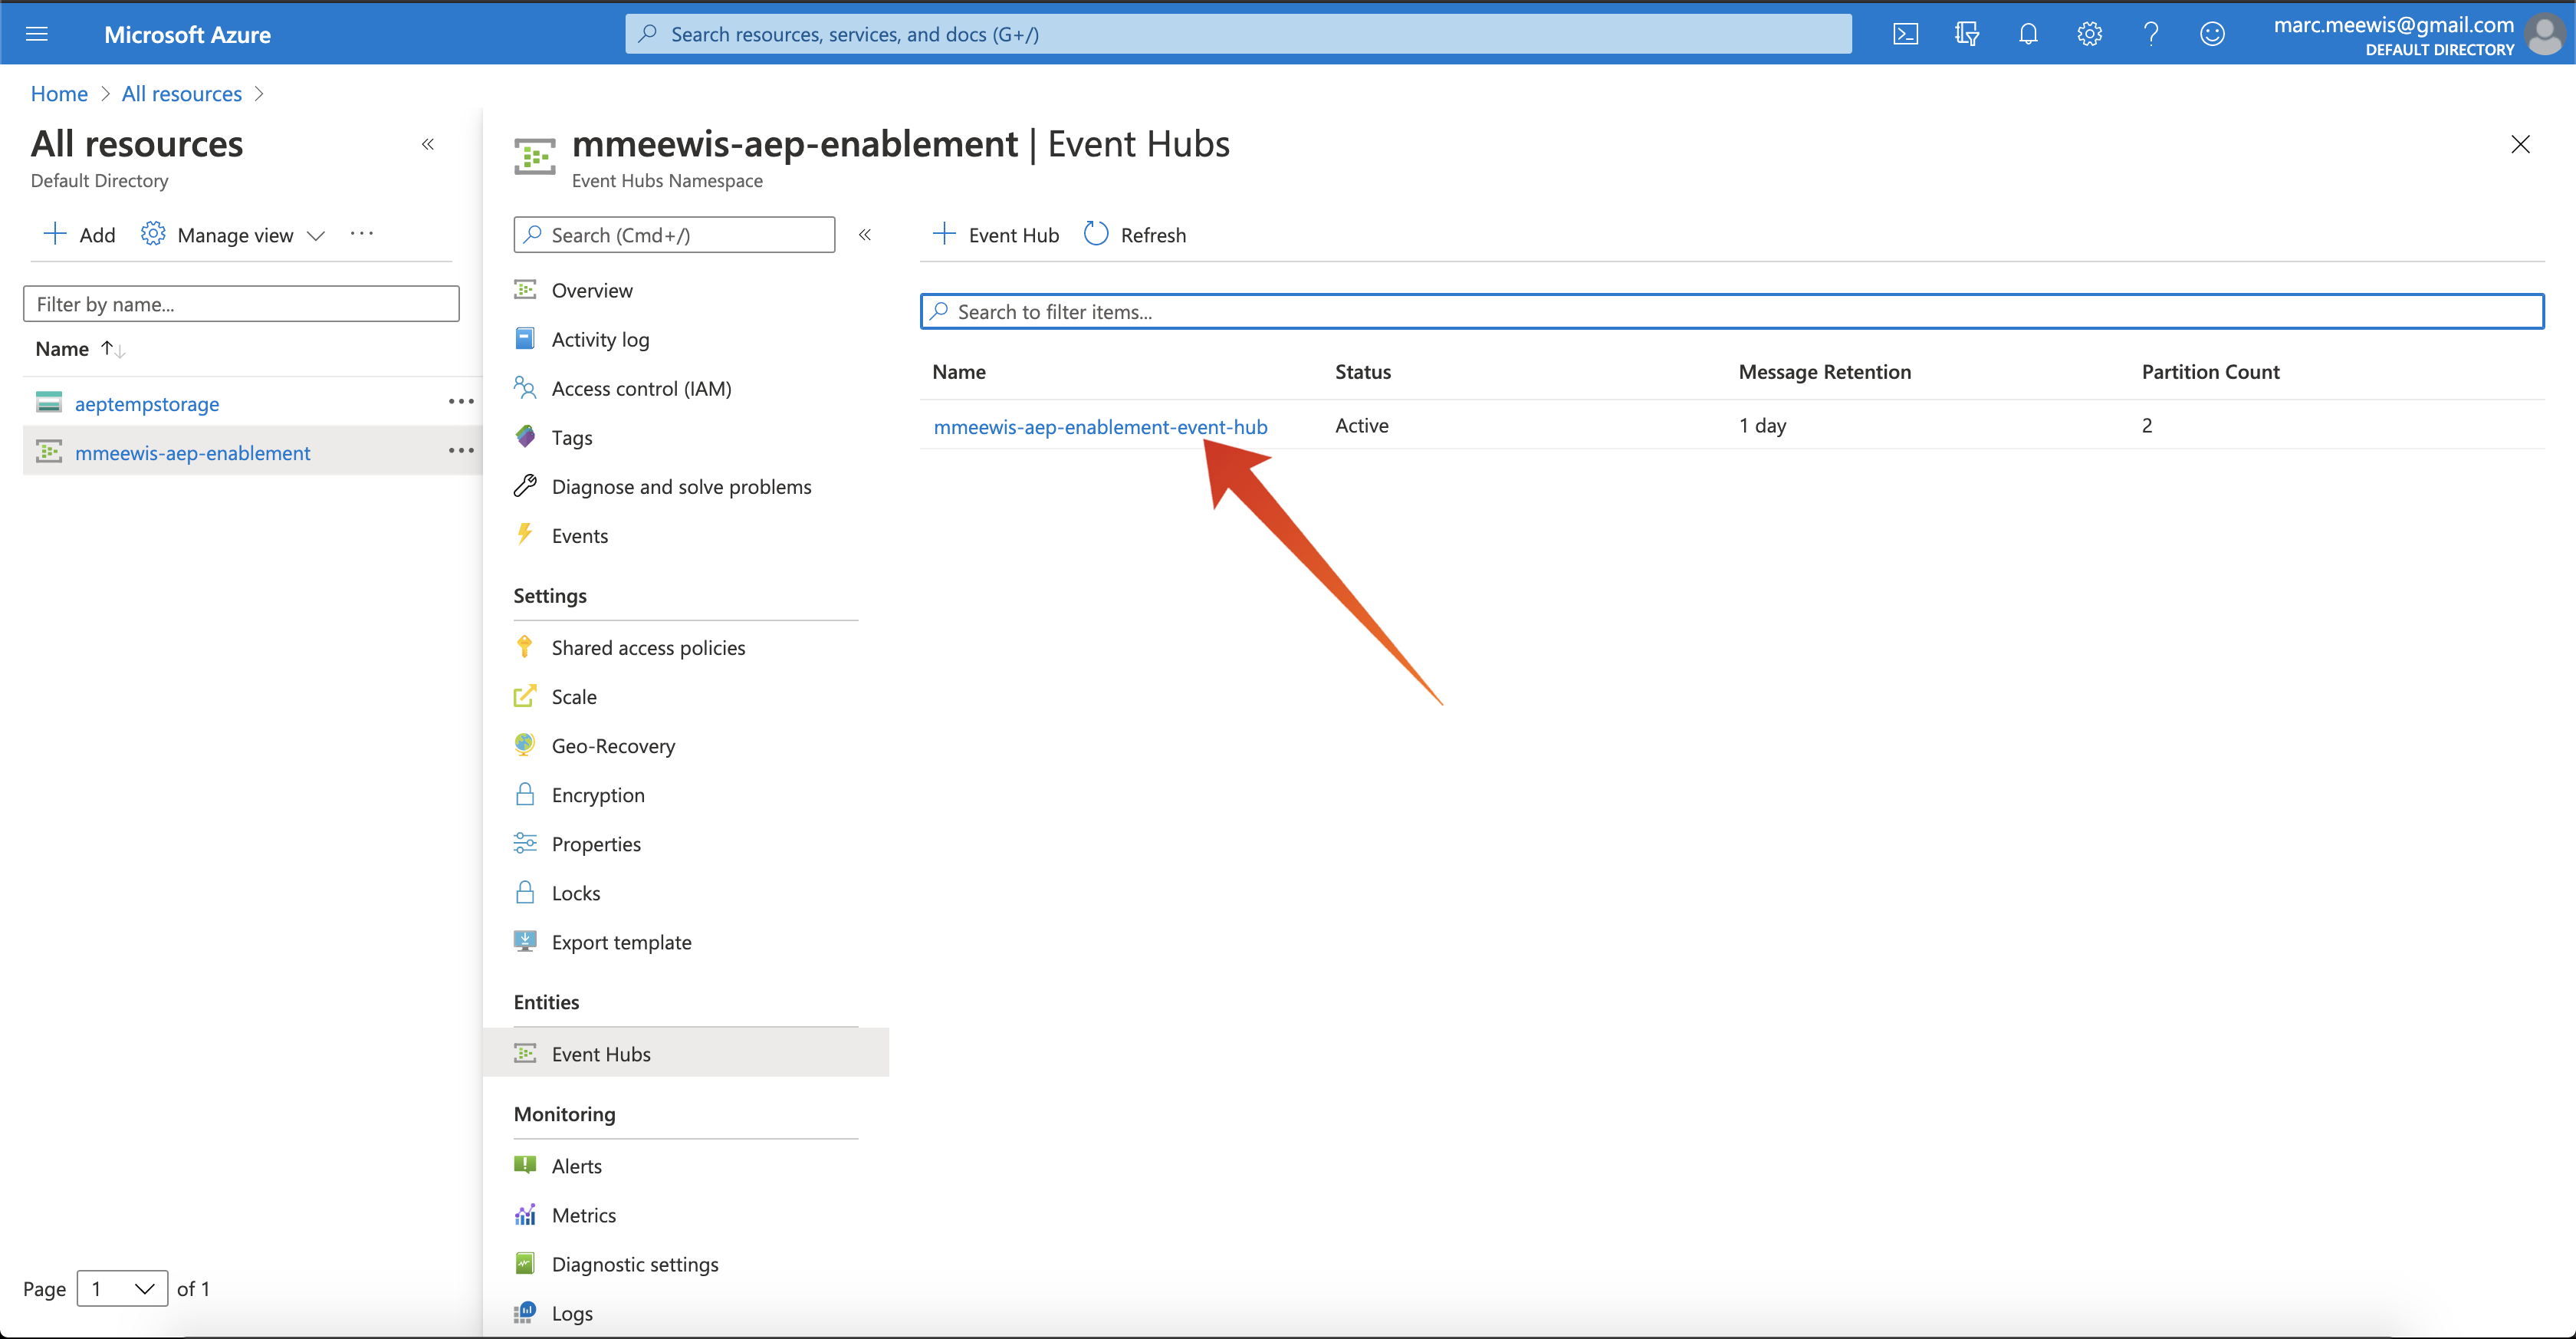 Microsoft Azure
Search resources, services, and docs (G+/)
marc.meewis@gmail.com
DEFAULT DIRECTORY
Home > All resources >
All resources
Default Directory
Add Manage view ...
Filter by name...
Name
aeptempstorage
mmeewis-aep-enablement
Page 1 of 1
mmeewis-aep-enablement | Event Hubs
Event Hubs Namespace
Search (Cmd+/)
Overview
Activity log
Access control (IAM)
Tags
Diagnose and solve problems
Events
Settings
Shared access policies
Scale
Geo-Recovery
Encryption
Properties
Locks
Export template
Entities
Event Hubs
Monitoring
Alerts
Metrics
Diagnostic settings
Logs
Event Hub Refresh
Search to filter items...
Name Status Message Retention Partition Count
mmeewis-aep-enablement-event-hub Active 1 day 2